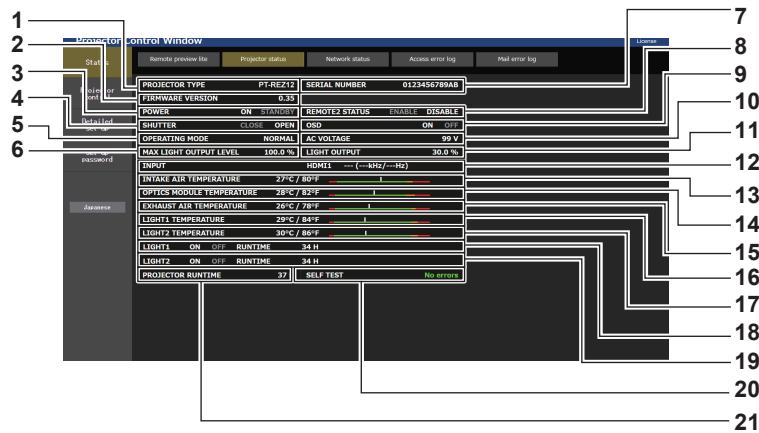 Projector Control Window
License
Status
Remote preview lite
Projector status
Network status
Access error log
Mail error log
Projector control
Detailed set up
Set up password
Japanese
PROJECTOR TYPE PT-REZ12
SERIAL NUMBER 0123456789AB
FIRMWARE VERSION 0.35
POWER ON STANDBY
REMOTE2 STATUS ENABLE DISABLE
SHUTTER CLOSE OPEN
OSD ON OFF
OPERATING MODE NORMAL
AC VOLTAGE 99 V
MAX LIGHT OUTPUT LEVEL 100.0 %
LIGHT OUTPUT 30.0 %
INPUT HDMI1 --- (---kHz/---Hz)
INTAKE AIR TEMPERATURE 27°C / 80°F
OPTICS MODULE TEMPERATURE 28°C / 82°F
EXHAUST AIR TEMPERATURE 26°C / 78°F
LIGHT1 TEMPERATURE 29°C / 84°F
LIGHT2 TEMPERATURE 30°C / 86°F
LIGHT1 ON OFF RUNTIME 34 H
LIGHT2 ON OFF RUNTIME 34 H
PROJECTOR RUNTIME 37
SELF TEST No errors
1
2
3
4
5
6
7
8
9
10
11
12
13
14
15
16
17
18
19
20
21